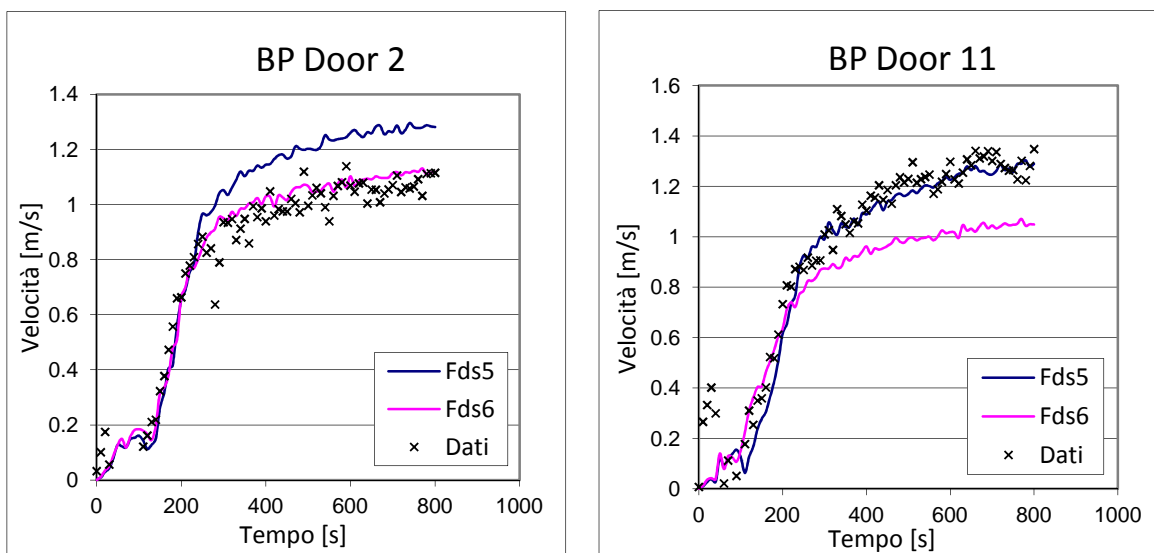 BP Door 2
Velocità [m/s]
1.4
1.2
1
0.8
0.6
0.4
0.2
0
0
200
400
600
800
1000
Tempo [s]
Fds5
Fds6
Dati
BP Door 11
Velocità [m/s]
1.6
1.4
1.2
1
0.8
0.6
0.4
0.2
0
0
200
400
600
800
1000
Tempo [s]
Fds5
Fds6
Dati